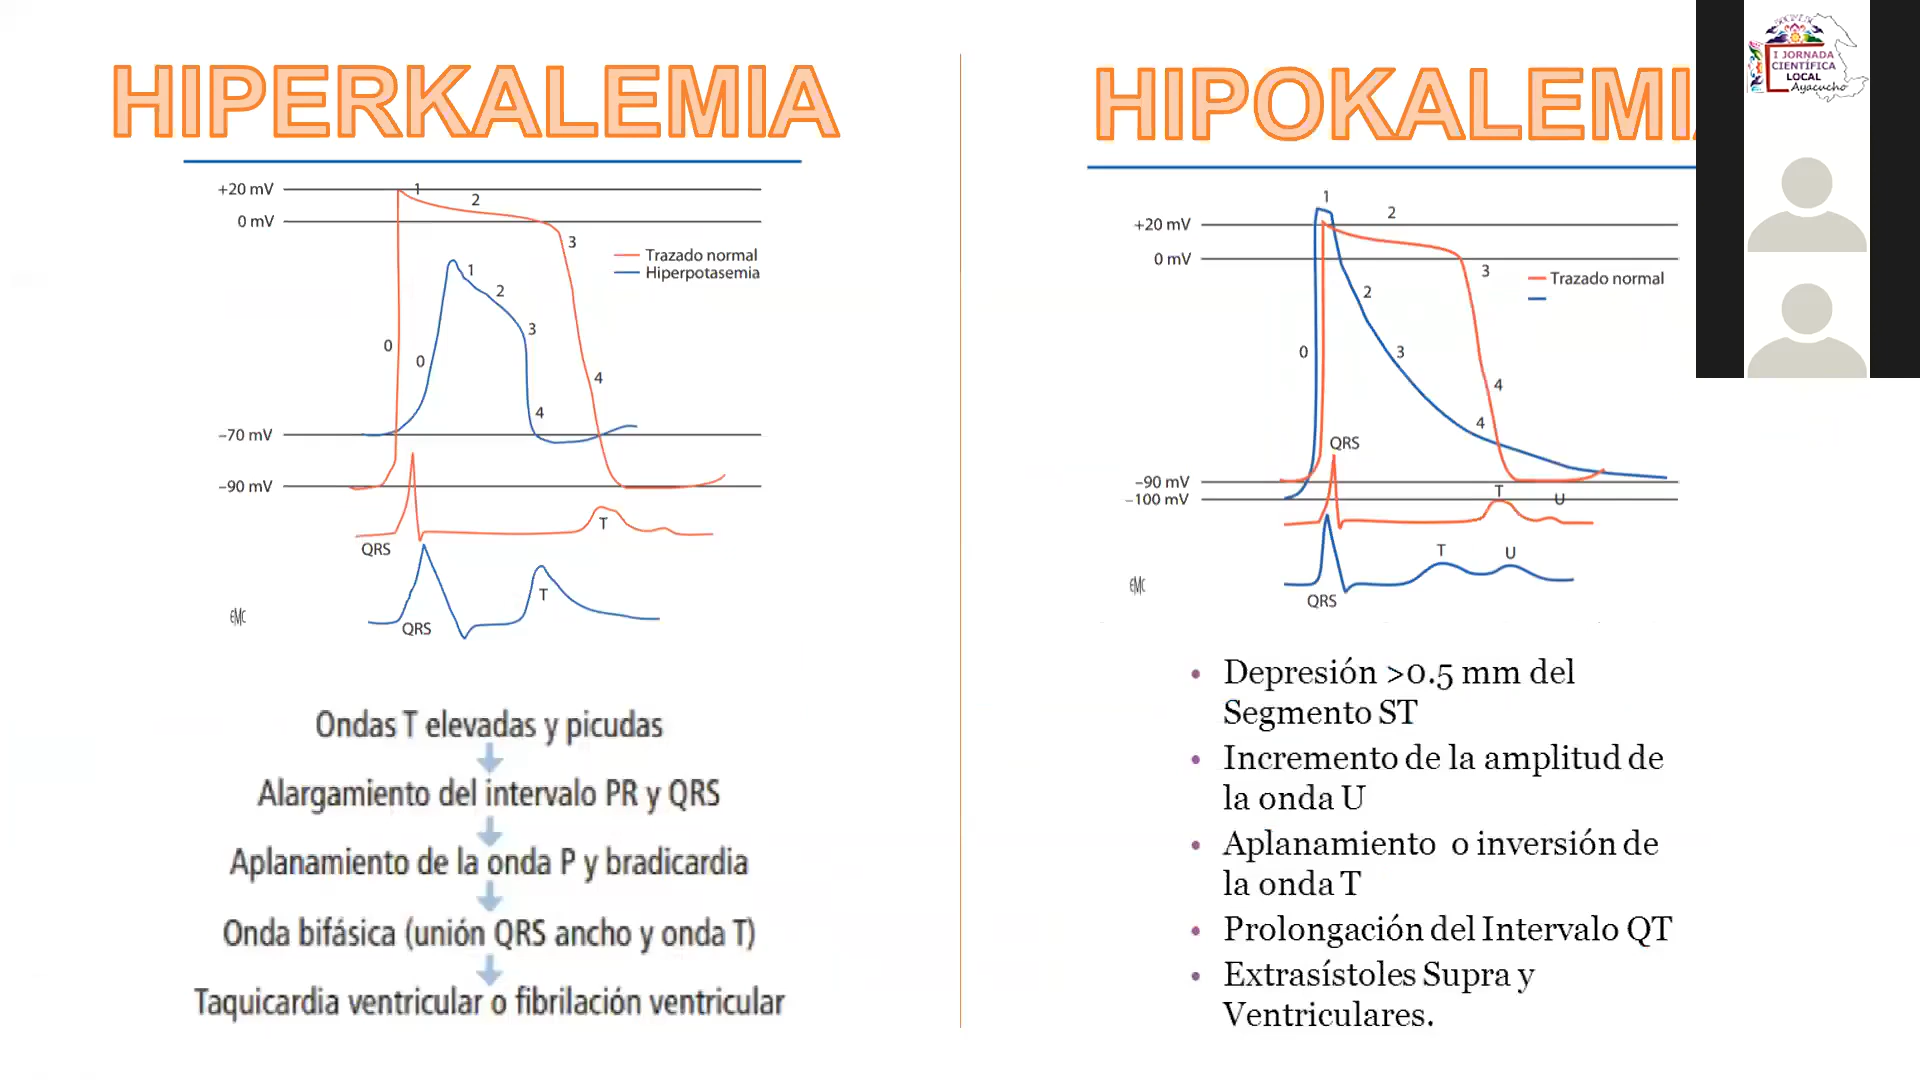 HIPERKALEMIA
+20 mV
0 mV
1
2
3
Trazado normal
Hiperpotasemia
1
2
3
0
0
4
4
−70 mV
−90 mV
T
QRS
T
QRS
EMC
Ondas T elevadas y picudas
Alargamiento del intervalo PR y QRS
Aplanamiento de la onda P y bradicardia
Onda bifásica (unión QRS ancho y onda T)
Taquicardia ventricular o fibrilación ventricular
HIPOKALEMI
1
2
+20 mV
0 mV
3
Trazado normal
2
0
3
4
4
QRS
−90 mV
−100 mV
T
U
T
U
EMC
QRS
• Depresión >0.5 mm del
Segmento ST
• Incremento de la amplitud de
la onda U
• Aplanamiento o inversión de
la onda T
• Prolongación del Intervalo QT
• Extrasístoles Supra y
Ventriculares.
I JORNADA
CIENTÍFICA
LOCAL
Ayacucho